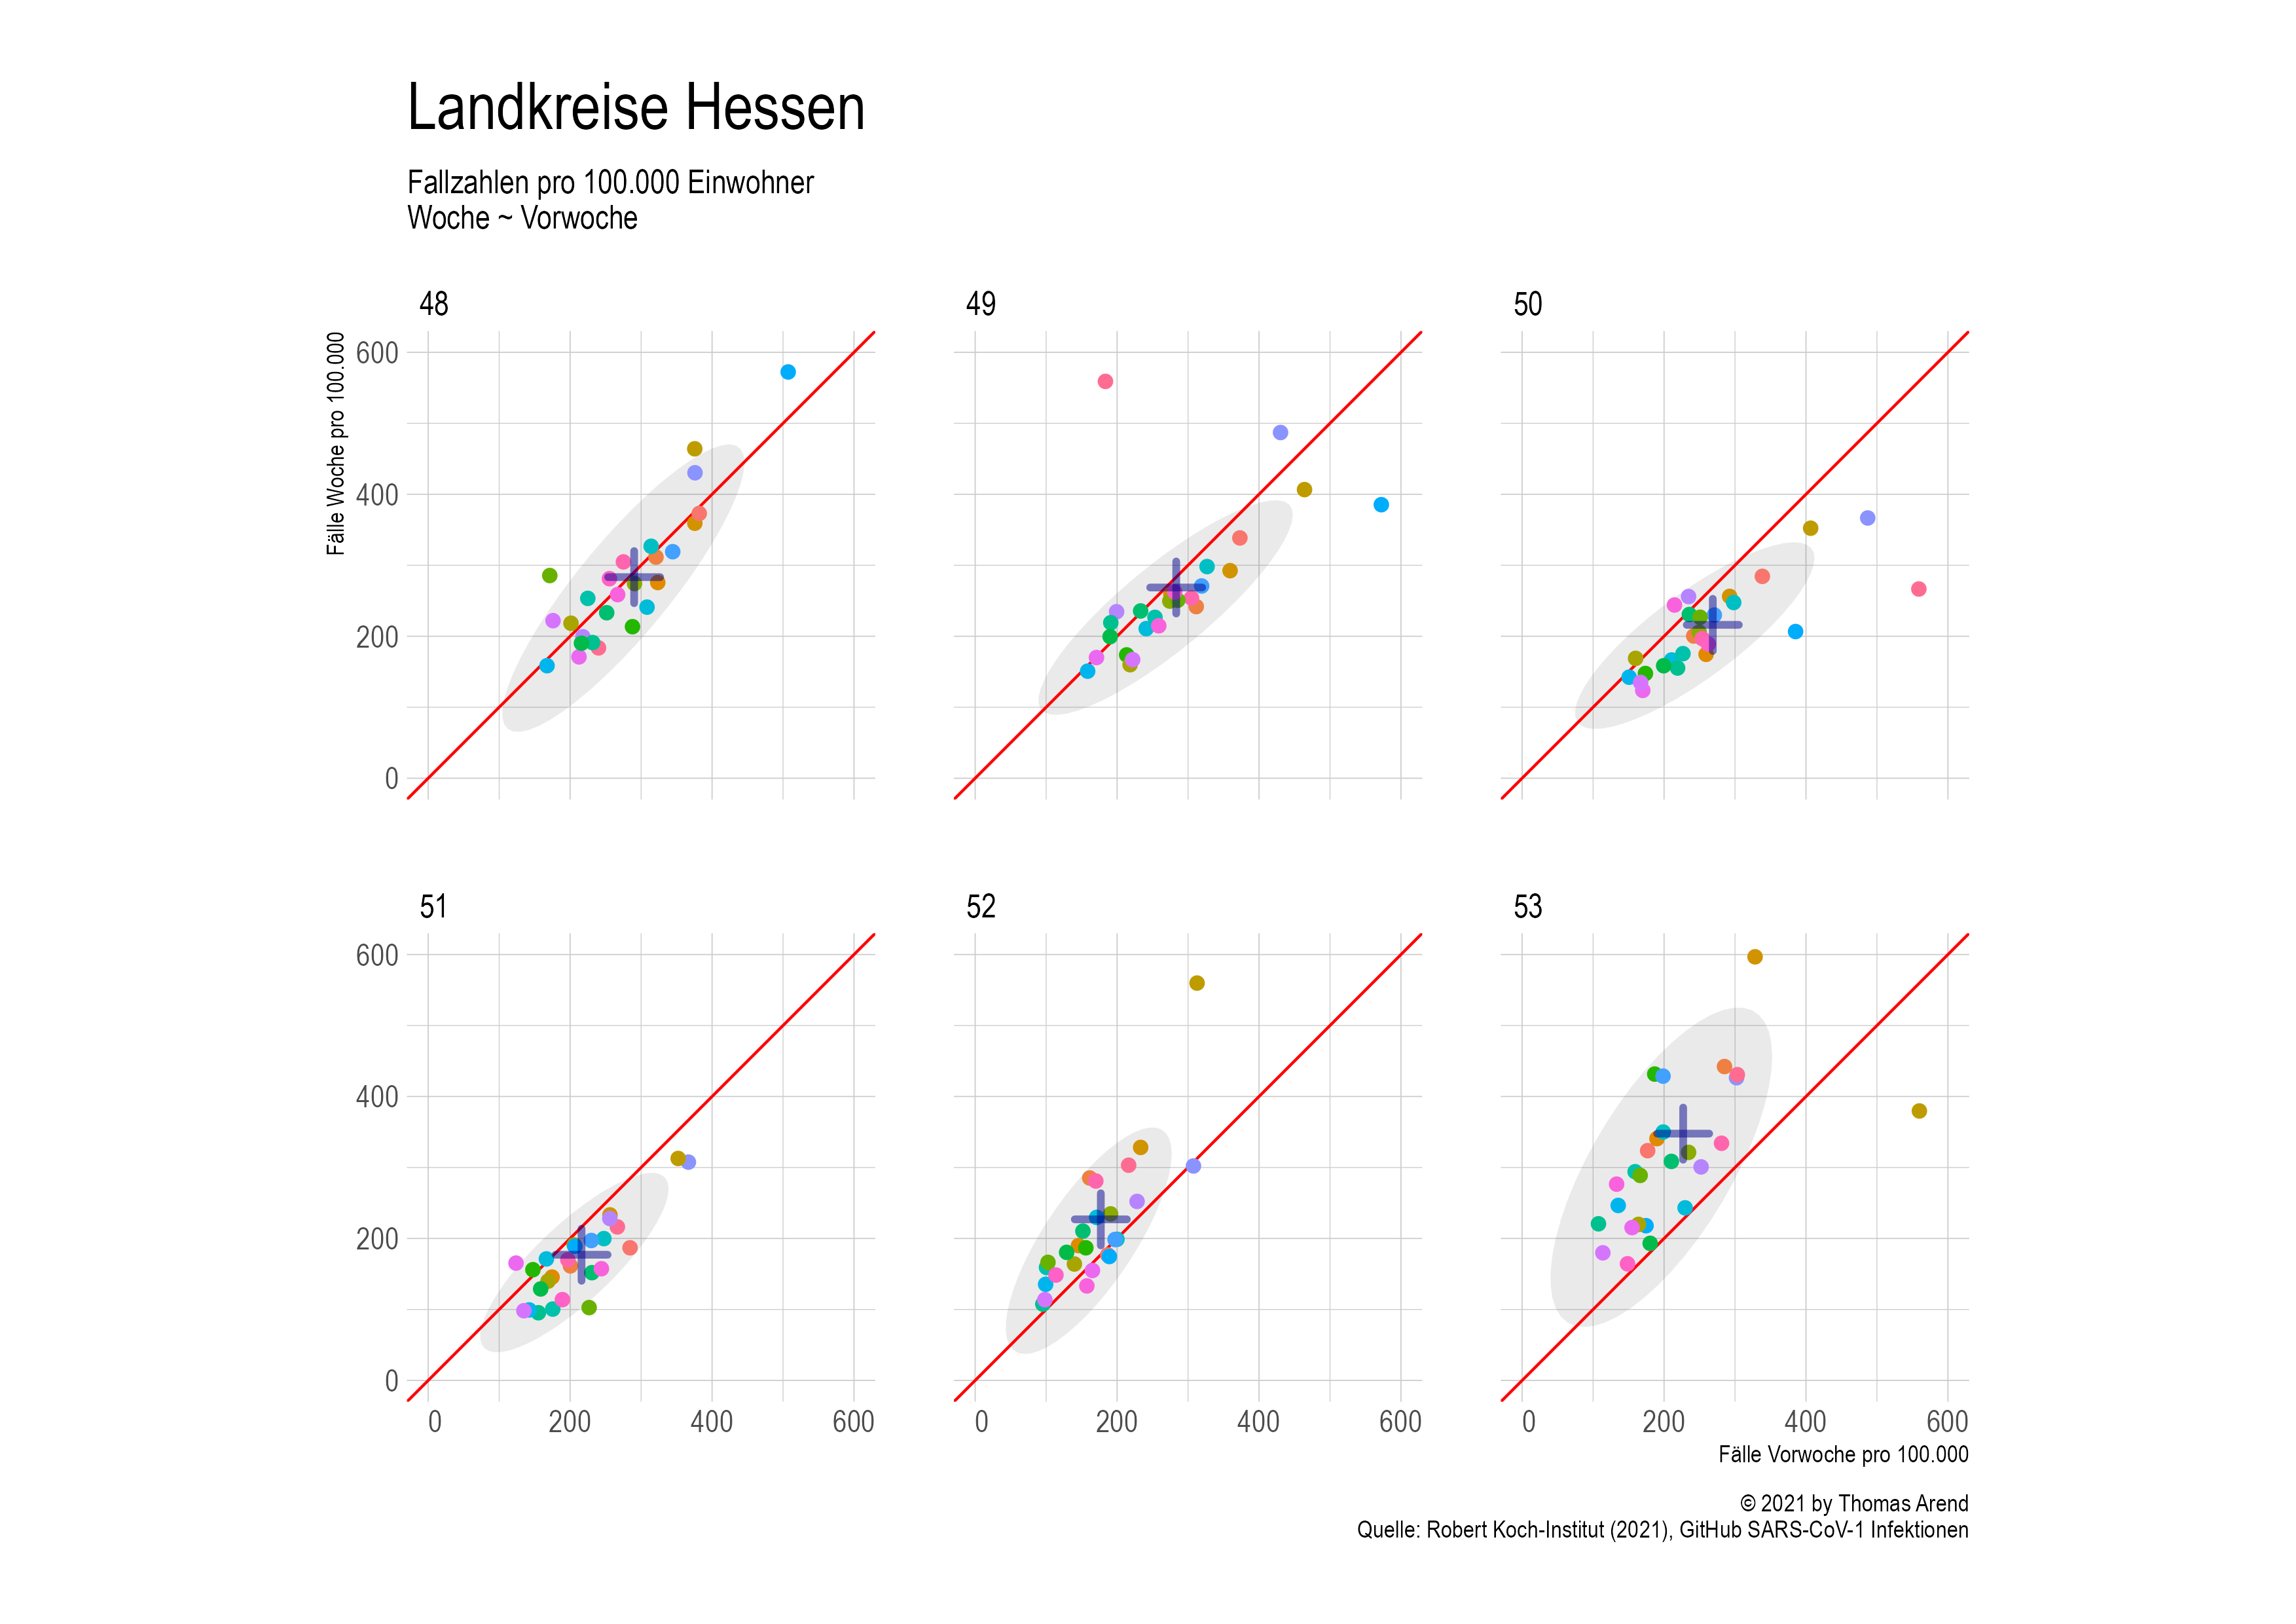 Landkreise Hessen
Fallzahlen pro 100.000 Einwohner
Woche ~ Vorwoche
48
49
50
Fälle Woche pro 100.000
600
400
200
0
51
52
53
600
400
200
0
0 200 400 600
0 200 400 600
0 200 400 600
Fälle Vorwoche pro 100.000
© 2021 by Thomas Arend
Quelle: Robert Koch-Institut (2021), GitHub SARS-CoV-1 Infektionen